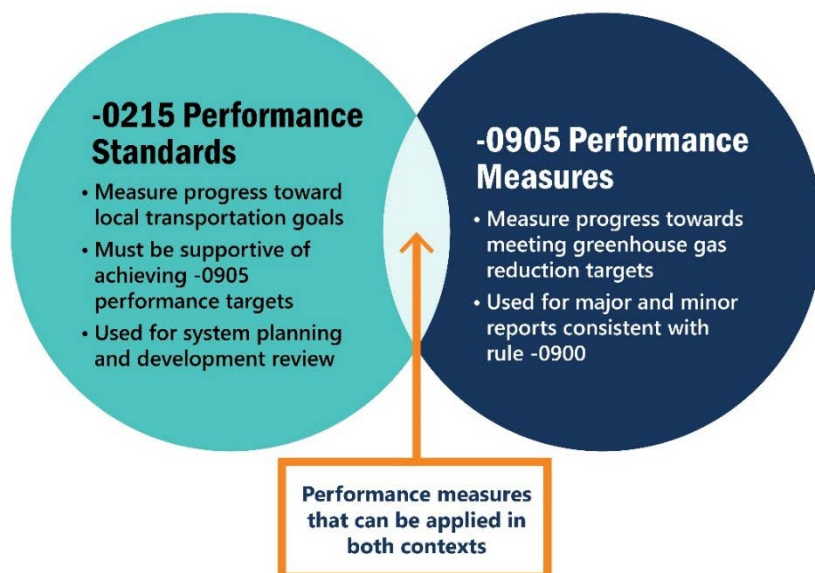 -0215 Performance
Standards
• Measure progress toward
local transportation goals
• Must be supportive of
achieving -0905
performance targets
• Used for system planning
and development review
-0905 Performance
Measures
• Measure progress towards
meeting greenhouse gas
reduction targets
• Used for major and minor
reports consistent with
rule -0900
Performance measures
that can be applied in
both contexts